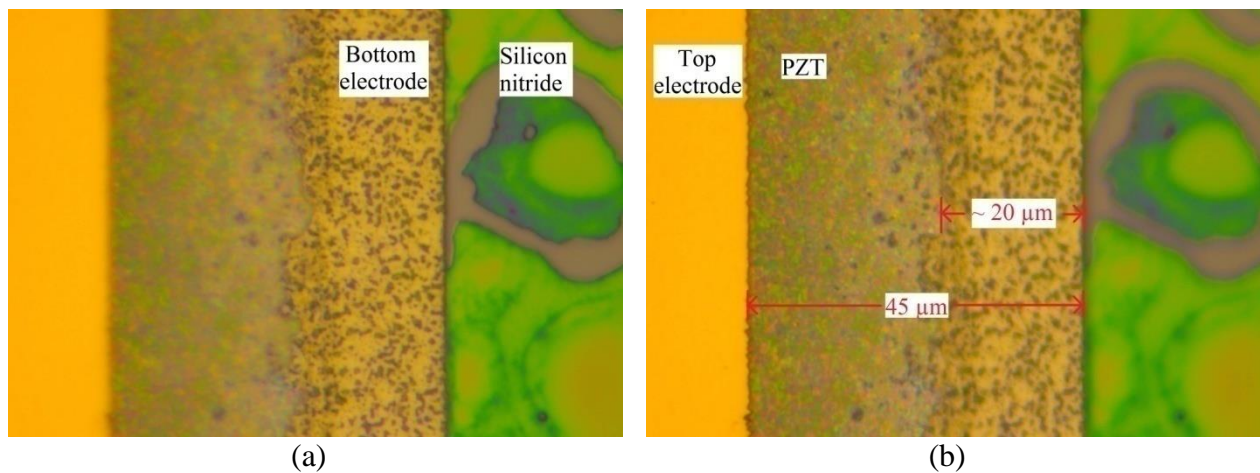 Bottom
electrode
Silicon
nitride
Top
electrode
PZT
~ 20 µm
45 µm
(a)
(b)